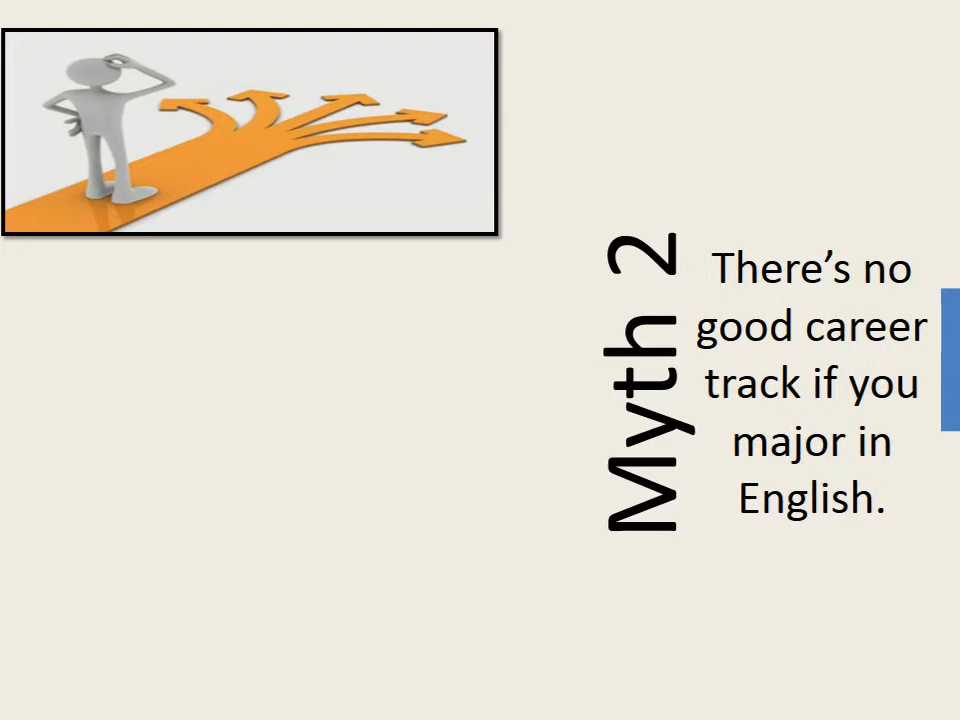 Myth 2
There’s no
good career
track if you
major in
English.